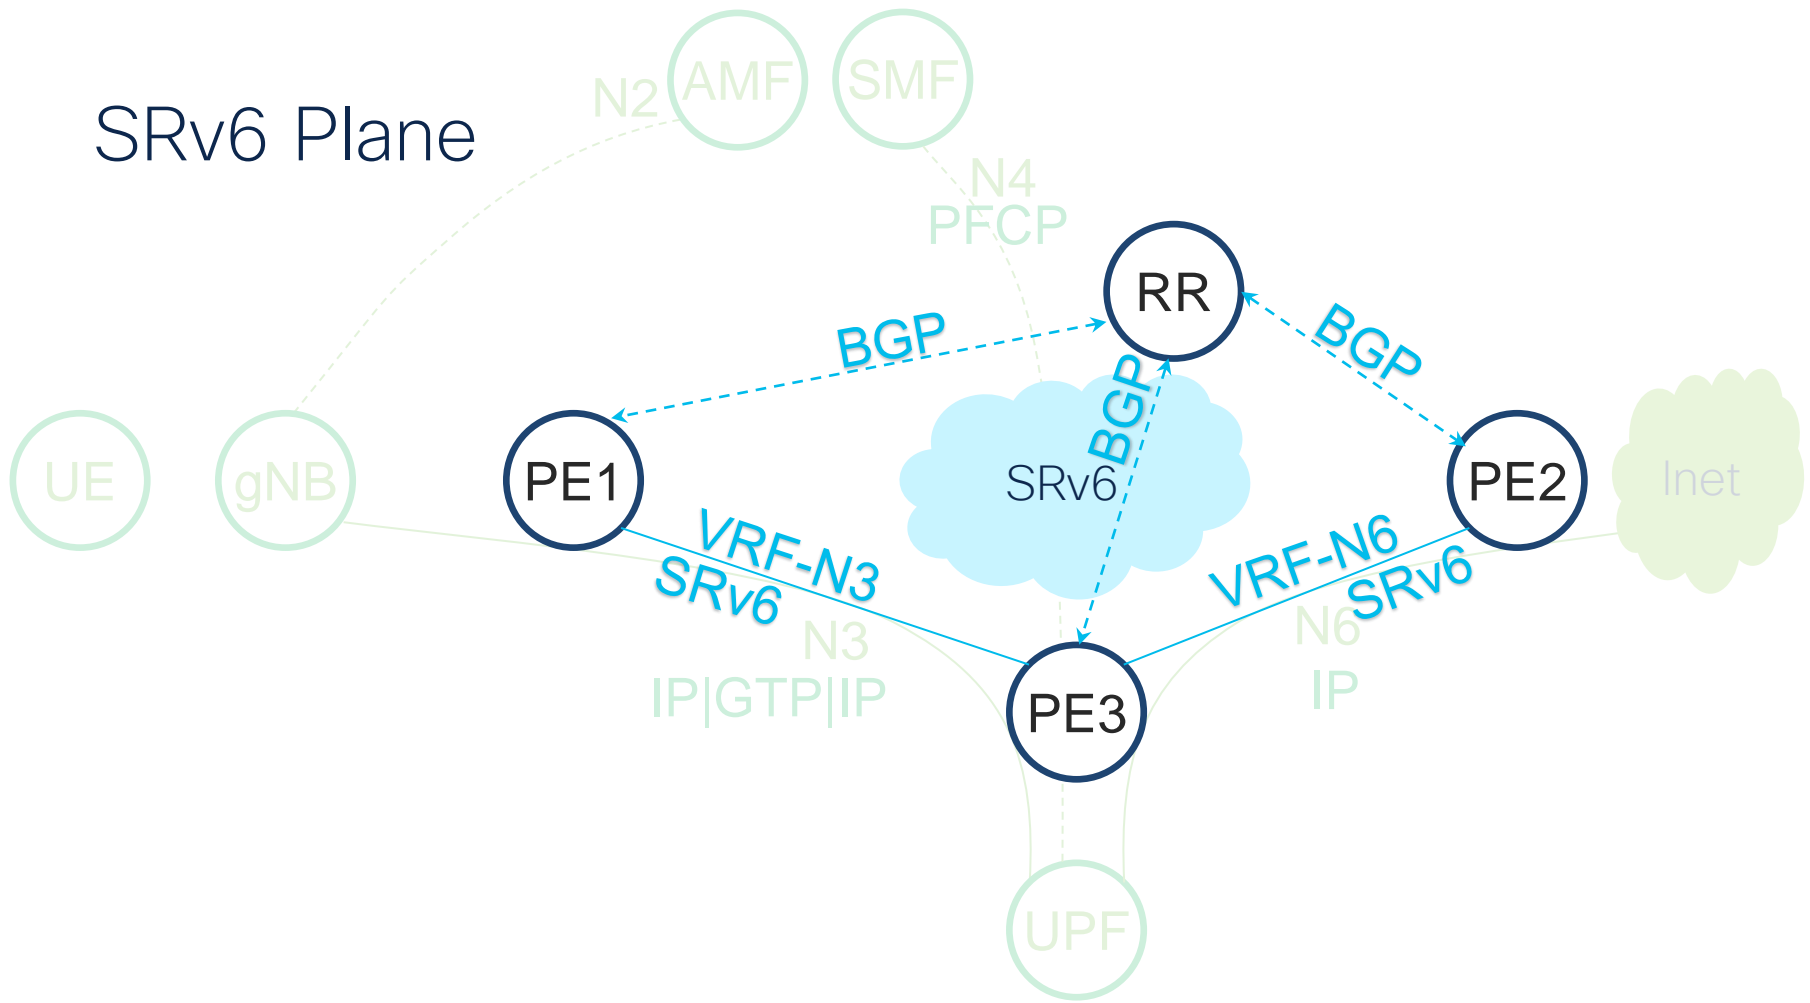 AMF
SMF
N2
SRv6 Plane
N4
PFCP
RR
BGP
BGP
BGP
UE
gNB
PE1
SRv6
PE2
Inet
VRF-N3
SRv6
VRF-N6
SRv6
N3
IP|GTP|IP
N6
IP
PE3
UPF